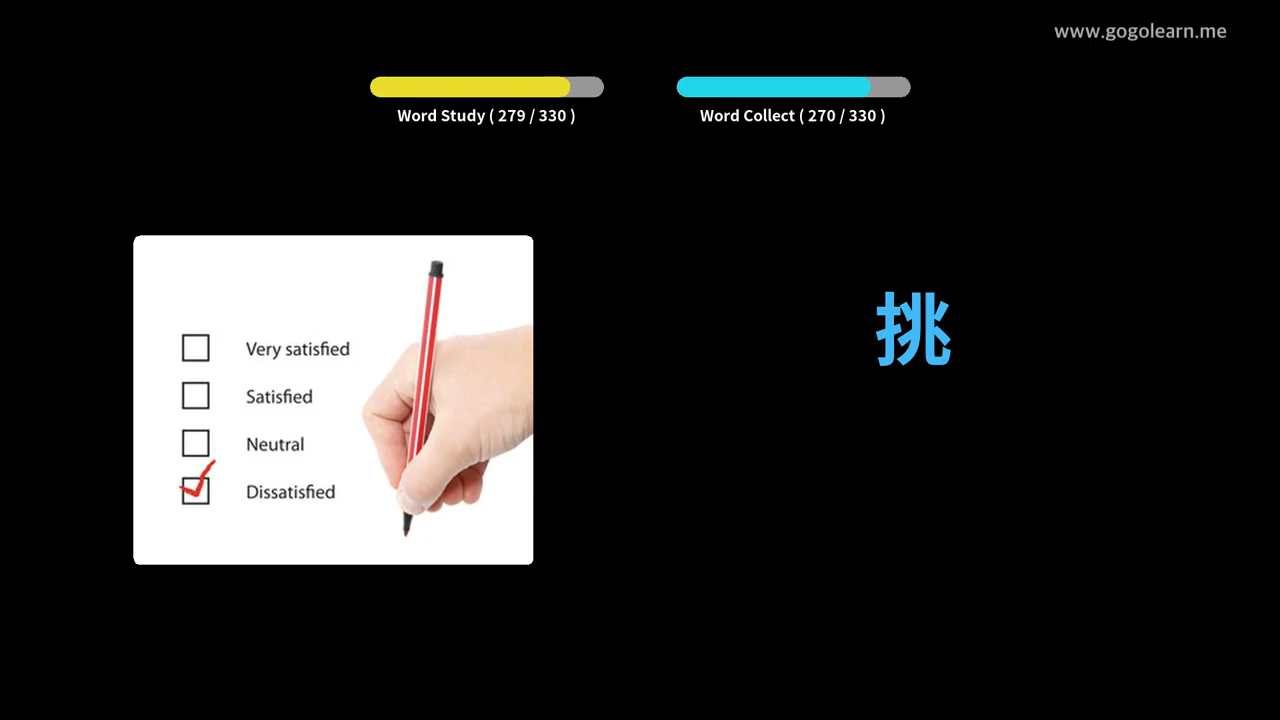 www.gogolearn.me
Word Study ( 279 / 330 )
Word Collect ( 270 / 330 )
挑
Very satisfied
Satisfied
Neutral
Dissatisfied